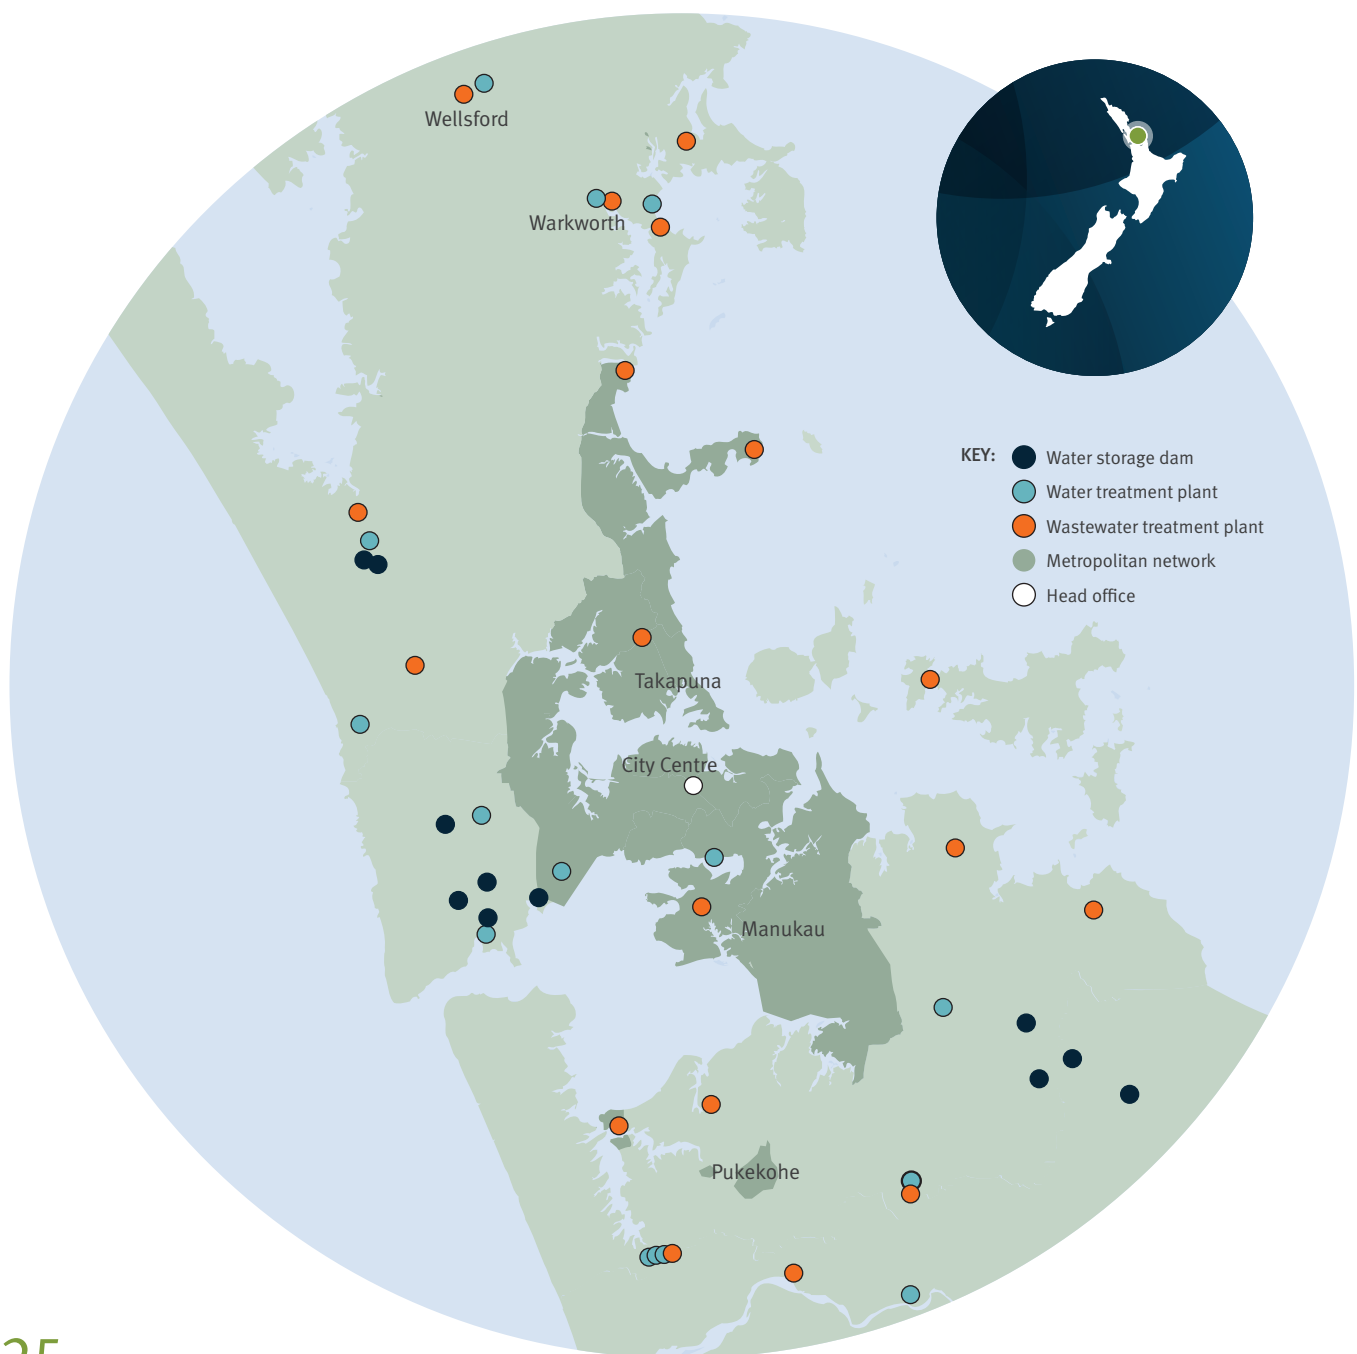 Wellsford
Warkworth
KEY:
Water storage dam
Water treatment plant
Wastewater treatment plant
Metropolitan network
Head office
Takapuna
City Centre
Manukau
Pukekohe
25